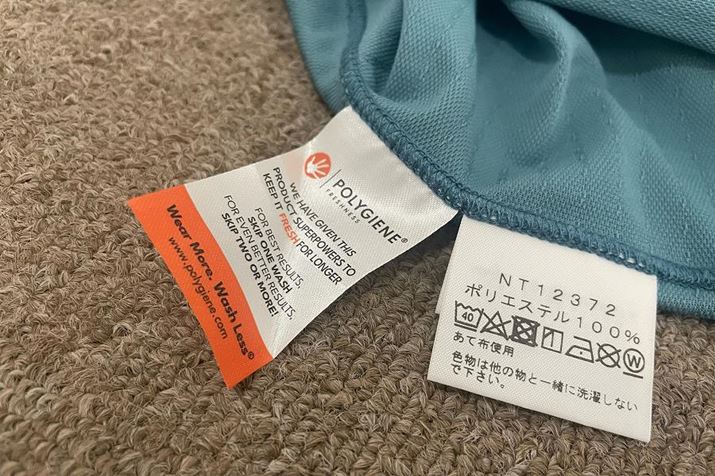 POLYGIENE®
FRESHNESS
WE HAVE GIVEN THIS
PRODUCT SUPERPOWERS TO
KEEP IT FRESH FOR LONGER
FOR BEST RESULTS,
SKIP ONE WASH
FOR EVEN BETTER RESULTS,
SKIP TWO OR MORE!
Wear More. Wash Less®
www.polygiene.com
NT12372
ポリエステル100%
40 W
あて布使用
色物は他の物と一緒に洗濯しない
で下さい。